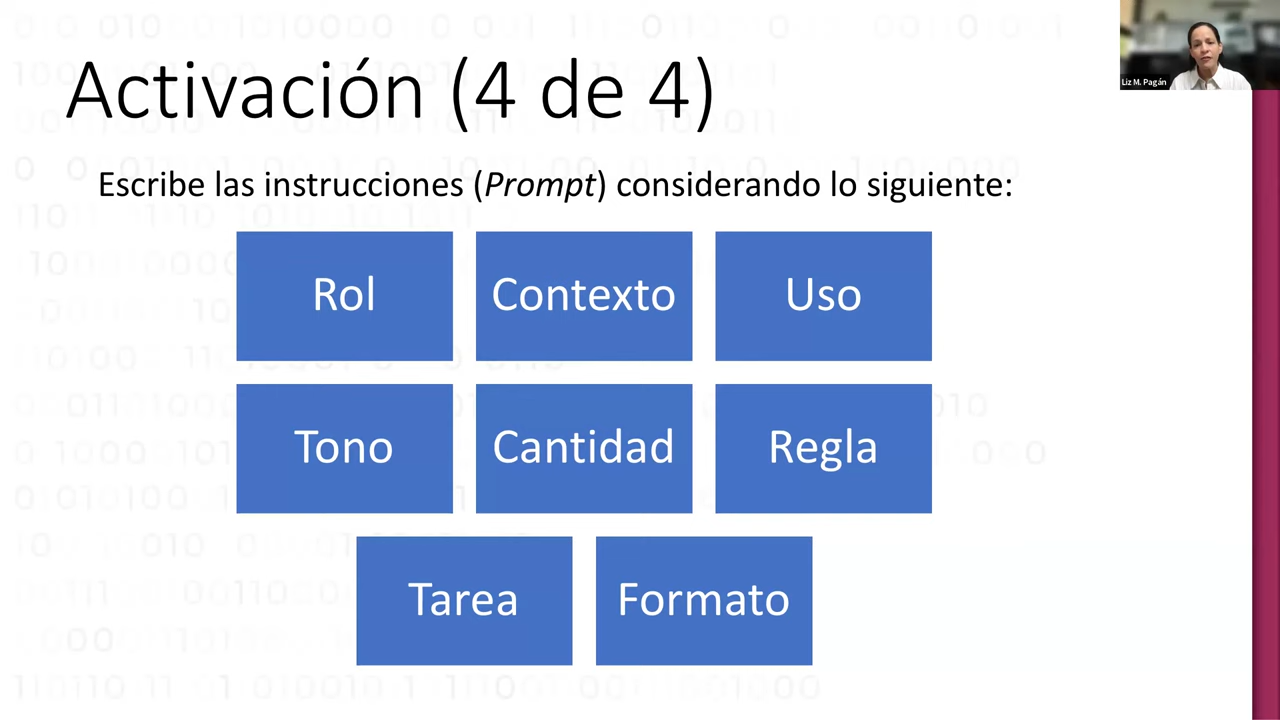 Activación (4 de 4)
Liz M. Pagán
Escribe las instrucciones (Prompt) considerando lo siguiente:
Rol
Contexto
Uso
Tono
Cantidad
Regla
Tarea
Formato